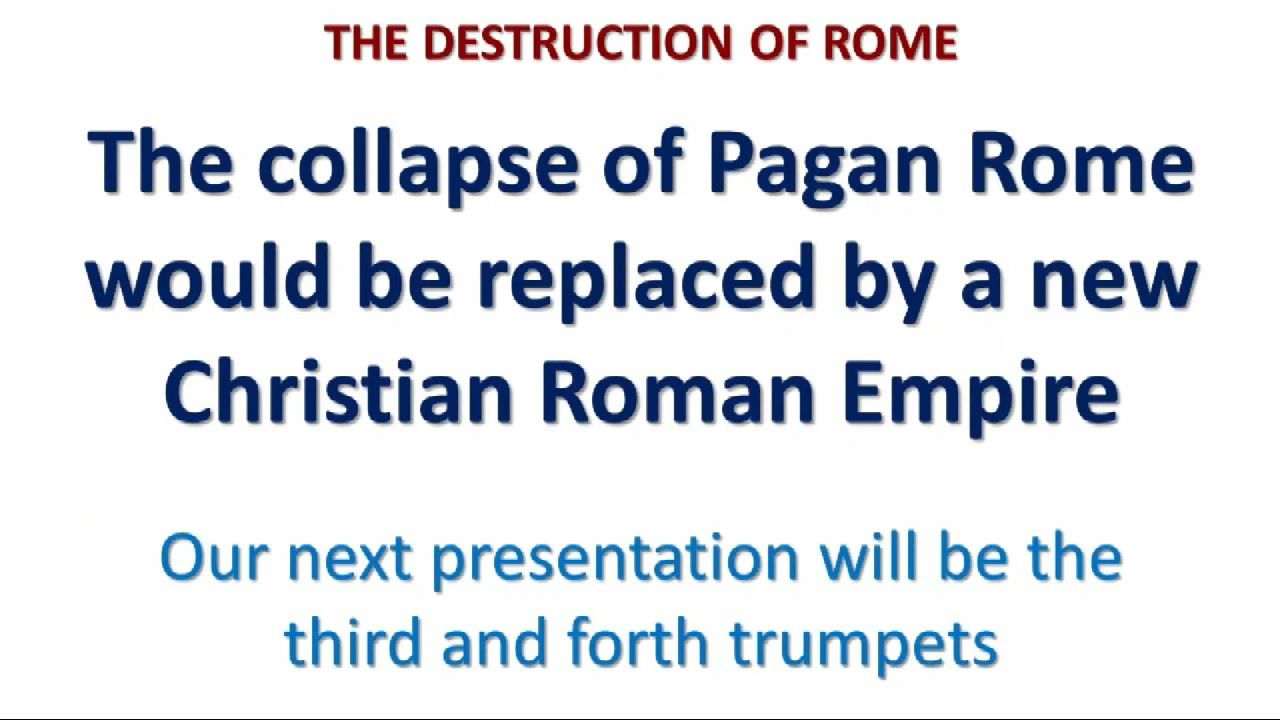 THE DESTRUCTION OF ROME
The collapse of Pagan Rome
would be replaced by a new
Christian Roman Empire
Our next presentation will be the
third and forth trumpets